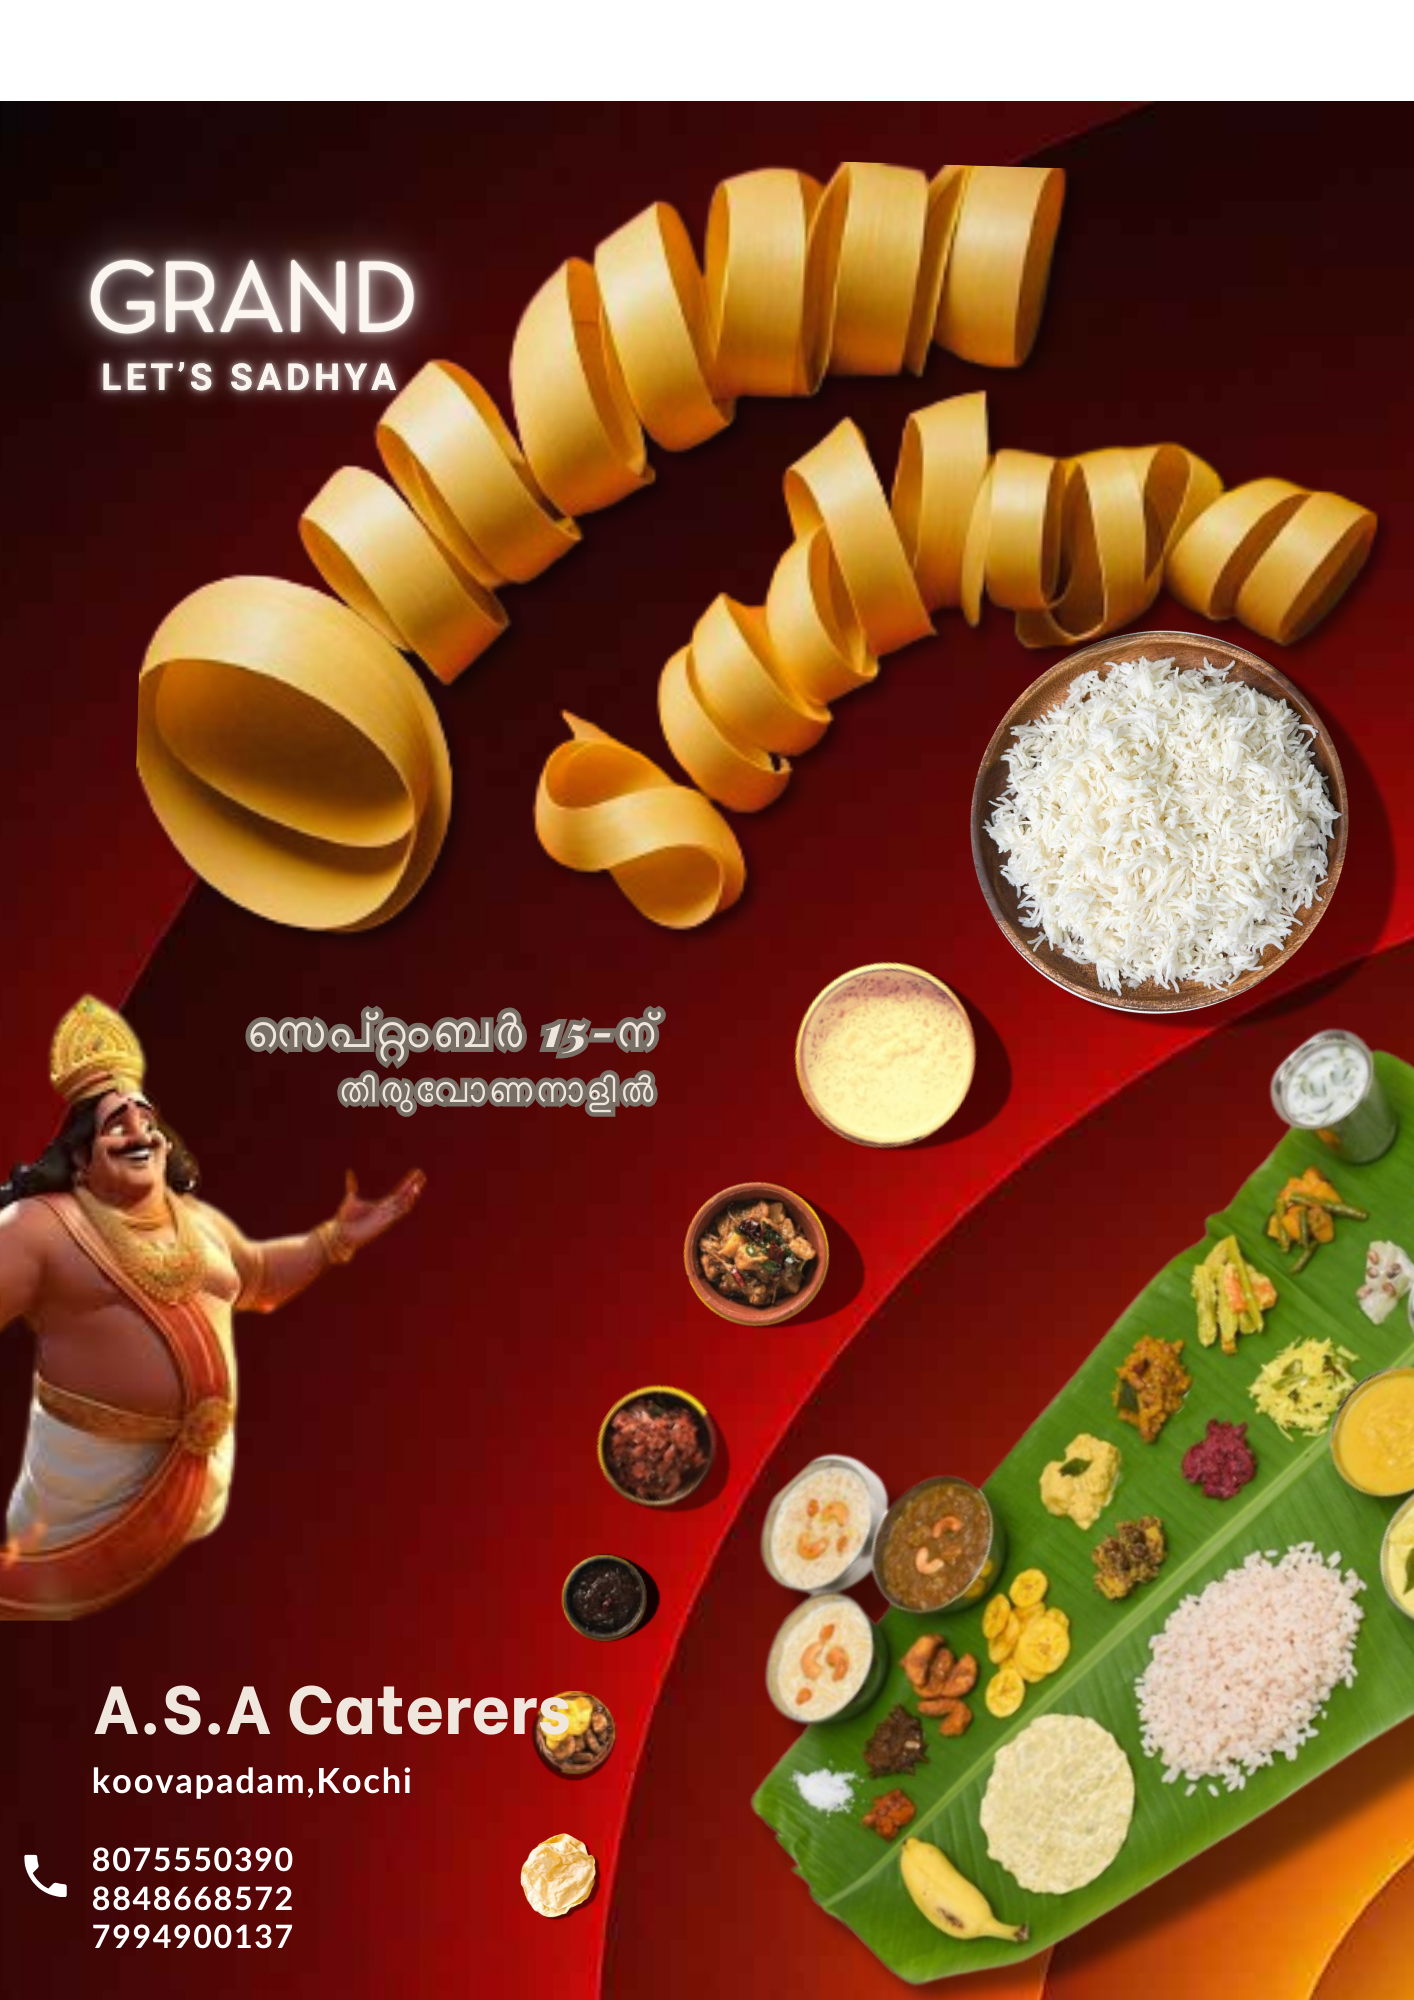 GRAND
LET'S SADHYA
സെപ്റ്റംബർ 15-ന്
തിരുവോണനാളിൽ
A.S.A Caterers
koovapadam,Kochi
8075550390
8848668572
7994900137